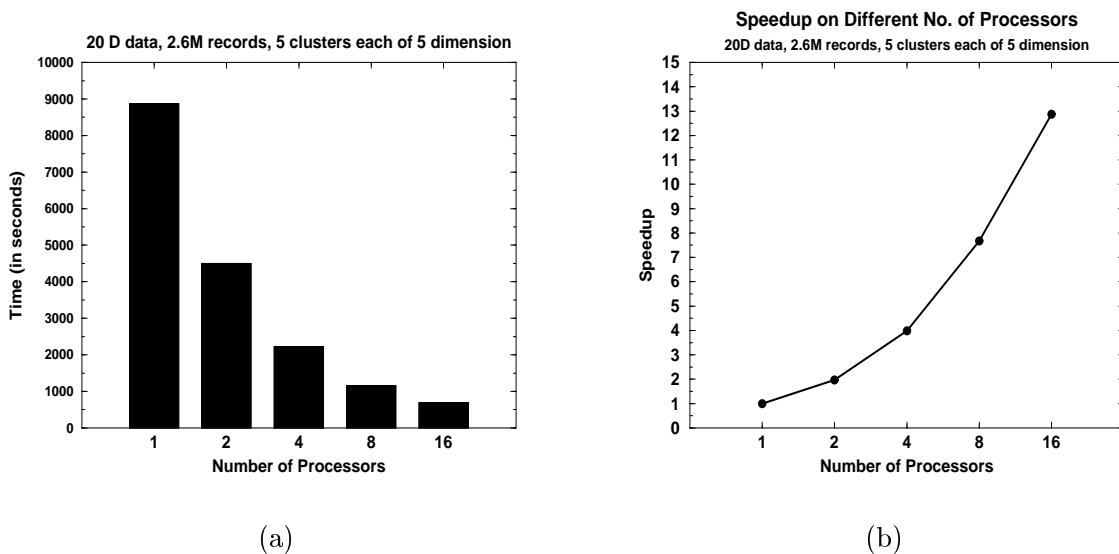 20 D data, 2.6M records, 5 clusters each of 5 dimension
10000
9000
8000
7000
6000
5000
4000
3000
2000
1000
0
Time (in seconds)
1 2 4 8 16
Number of Processors
(a)
Speedup on Different No. of Processors
20D data, 2.6M records, 5 clusters each of 5 dimension
15
14
13
12
11
10
9
8
7
6
5
4
3
2
1
0
Speedup
1 2 4 8 16
Number of Processors
(b)